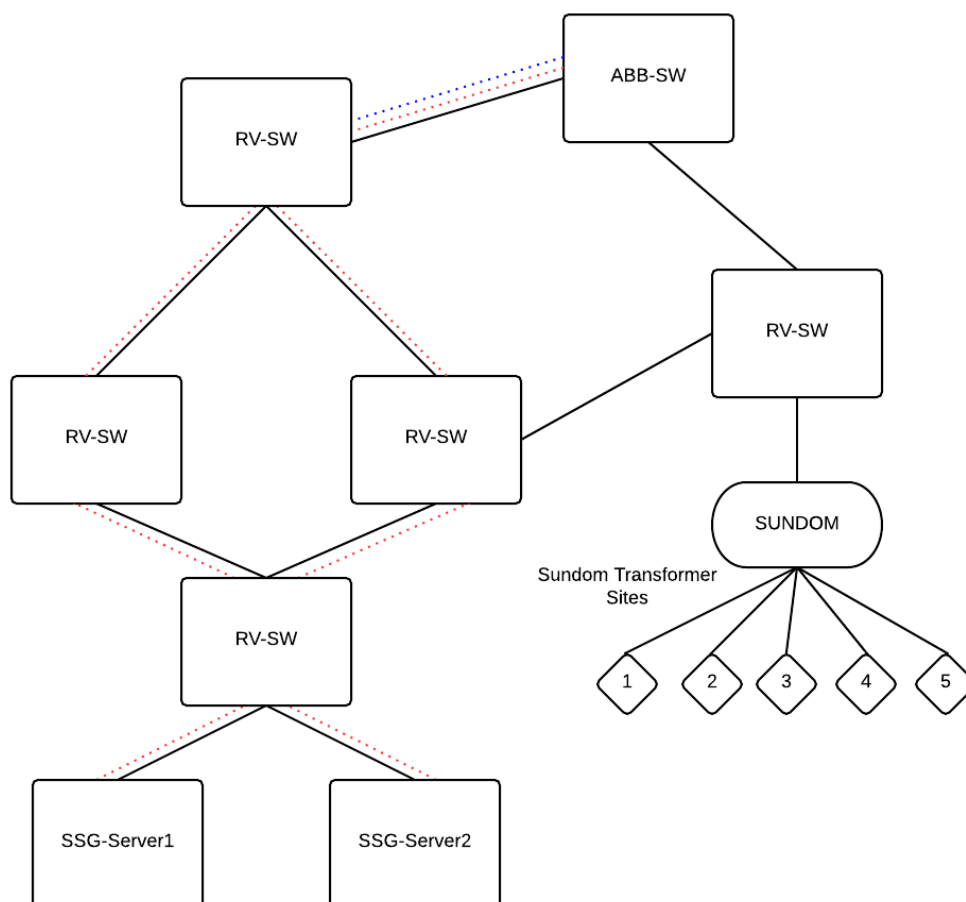 ABB-SW
RV-SW
RV-SW
RV-SW
RV-SW
SUNDOM
Sundom Transformer
Sites
RV-SW
1
2
3
4
5
SSG-Server1
SSG-Server2